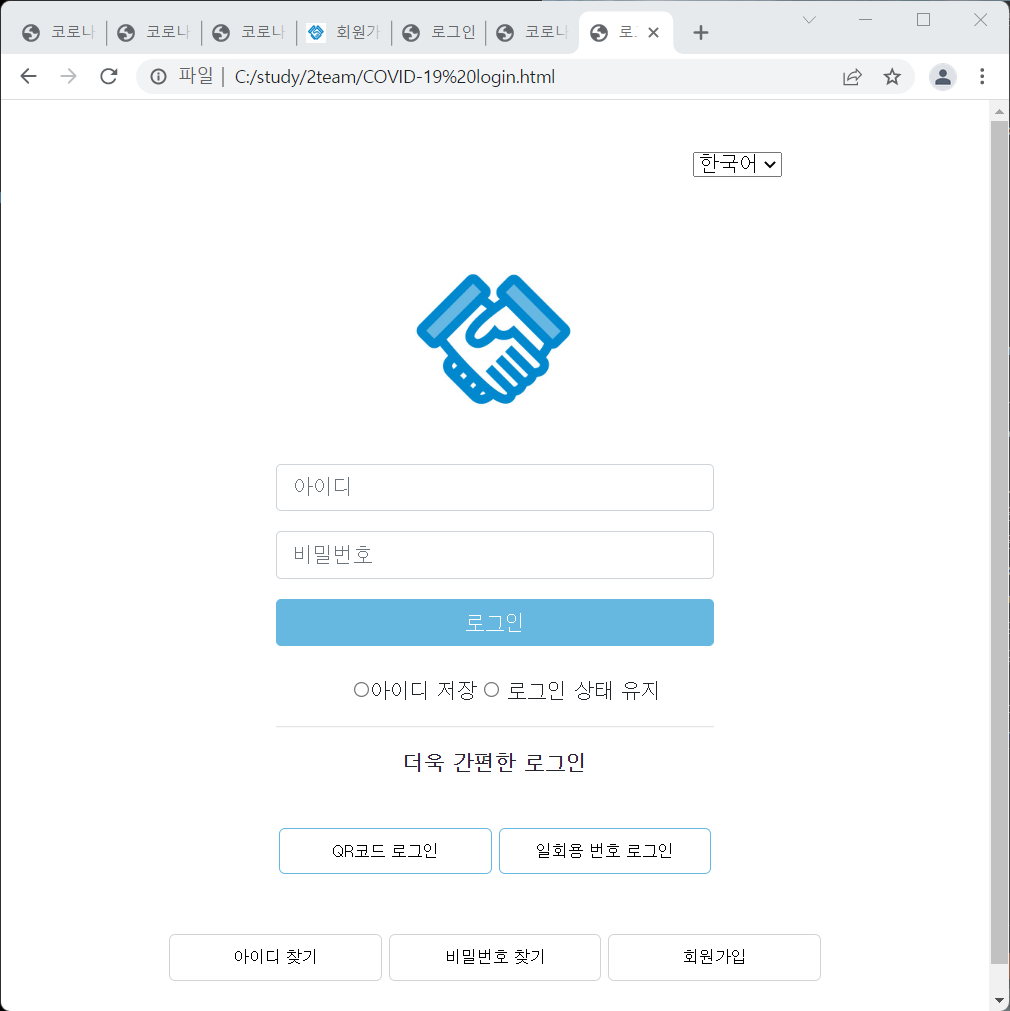 코로나 코로나 코로나 회원가 로그인 코로나 로그
파일 | C:/study/2team/COVID-19%20login.html
한국어
아이디
비밀번호
로그인
아이디 저장 로그인 상태 유지
더욱 간편한 로그인
QR코드 로그인 일회용 번호 로그인
아이디 찾기 비밀번호 찾기 회원가입